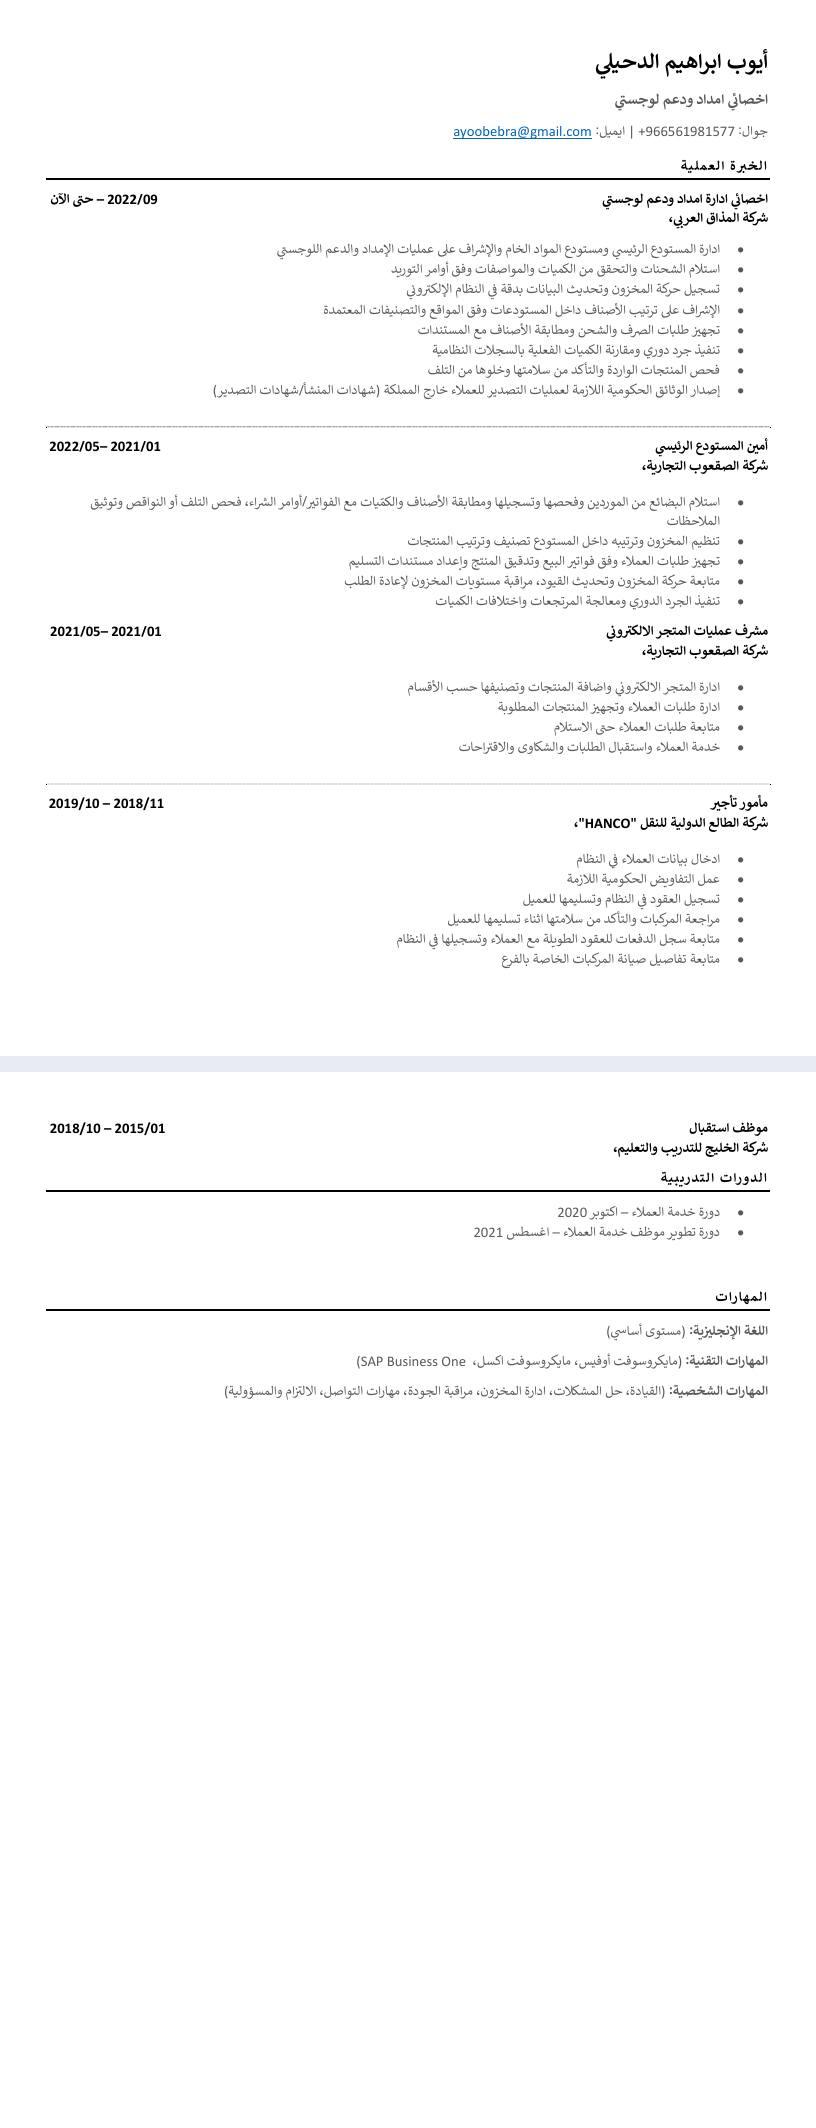 أيوب ابراهيم الدحيلي
اخصائي امداد ودعم لوجستي
جوال: 966561981577+ | ايميل: ayoobebra@gmail.com
الخبرة العملية
اخصائي ادارة امداد ودعم لوجستي 2022/09 – حتى الآن
شركة المذاق العربي،
• ادارة المستودع الرئيسي ومستودع المواد الخام والإشراف على عمليات الإمداد والدعم اللوجستي
• استلام الشحنات والتحقق من الكميات والمواصفات وفق أوامر التوريد
• تسجيل حركة المخزون وتحديث البيانات بدقة في النظام الإلكتروني
• الإشراف على ترتيب الأصناف داخل المستودعات وفق المواقع والتصنيفات المعتمدة
• تجهيز طلبات الصرف والشحن ومطابقة الأصناف مع المستندات
• تنفيذ جرد دوري ومقارنة الكميات الفعلية بالسجلات النظامية
• فحص المنتجات الواردة والتأكد من سلامتها وخلوها من التلف
• إصدار الوثائق الحكومية اللازمة لعمليات التصدير للعملاء خارج المملكة (شهادات المنشأ/شهادات التصدير)
أمين المستودع الرئيسي 2021/01 –2022/05
شركة الصقعوب التجارية،
• استلام البضائع من الموردين وفحصها وتسجيلها ومطابقة الأصناف والكتيات مع الفواتير/أوامر الشراء، فحص التلف أو النواقص وتوثيق
الملاحظات
• تنظيم المخزون وترتيبه داخل المستودع تصنيف وترتيب المنتجات
• تجهيز طلبات العملاء وفق فواتير البيع وتدقيق المنتج وإعداد مستندات التسليم
• متابعة حركة المخزون وتحديث القيود، مراقبة مستويات المخزون لإعادة الطلب
• تنفيذ الجرد الدوري ومعالجة المرتجعات واختلافات الكميات
مشرف عمليات المتجر الالكتروني 2021/01 –2021/05
شركة الصقعوب التجارية،
• ادارة المتجر الالكتروني واضافة المنتجات وتصنيفها حسب الأقسام
• ادارة طلبات العملاء وتجهيز المنتجات المطلوبة
• متابعة طلبات العملاء حتى الاستلام
• خدمة العملاء واستقبال الطلبات والشكاوى والاقتراحات
مأمور تأجير 2018/11 – 2019/10
شركة الطالع الدولية للنقل "HANCO"،
• ادخال بيانات العملاء في النظام
• عمل التفاويض الحكومية اللازمة
• تسجيل العقود في النظام وتسليمها للعميل
• مراجعة المركبات والتأكد من سلامتها اثناء تسليمها للعميل
• متابعة سجل الدفعات للعقود الطويلة مع العملاء وتسجيلها في النظام
• متابعة تفاصيل صيانة المركبات الخاصة بالفرع
موظف استقبال 2015/01 – 2018/10
شركة الخليج للتدريب والتعليم،
الدورات التدريبية
• دورة خدمة العملاء – اكتوبر 2020
• دورة تطوير موظف خدمة العملاء – اغسطس 2021
المهارات
اللغة الإنجليزية: (مستوى أساسي)
المهارات التقنية: (مايكروسوفت أوفيس، مايكروسوفت اكسل، SAP Business One)
المهارات الشخصية: (القيادة، حل المشكلات، ادارة المخزون، مراقبة الجودة، مهارات التواصل، الالتزام والمسؤولية)